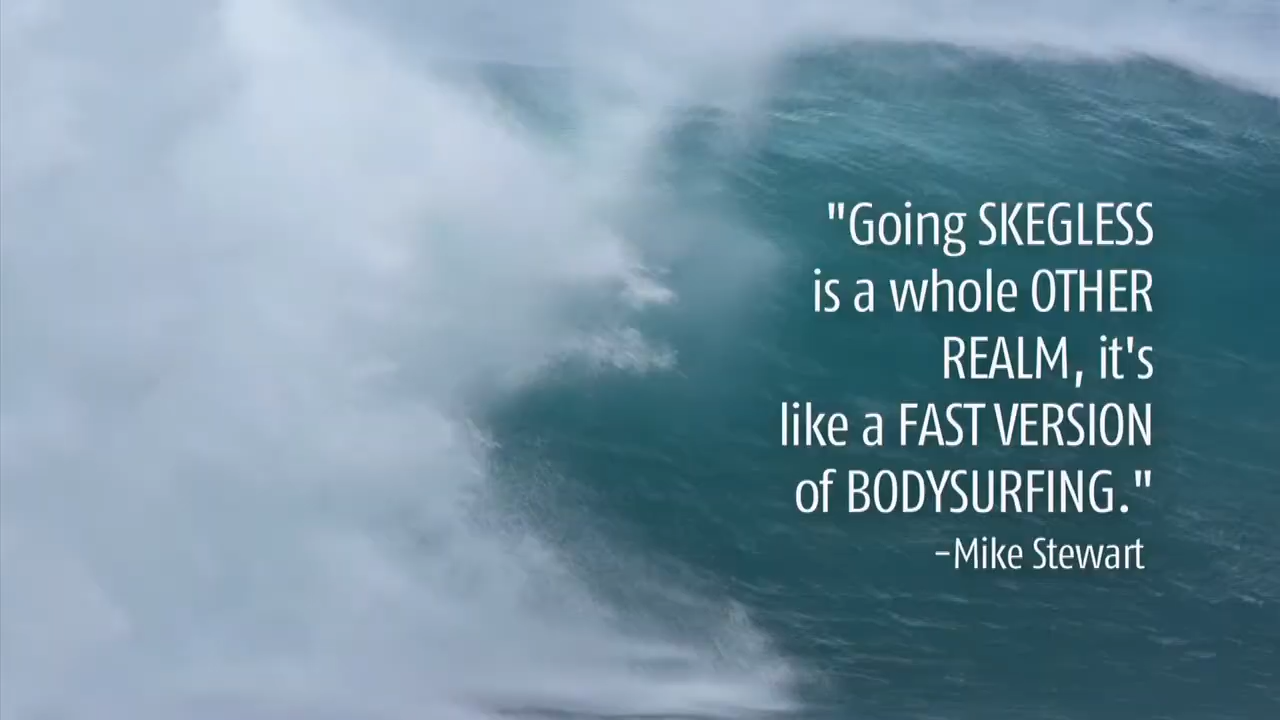 "Going SKEGLESS
is a whole OTHER
REALM, it's
like a FAST VERSION
of BODYSURFING."
–Mike Stewart